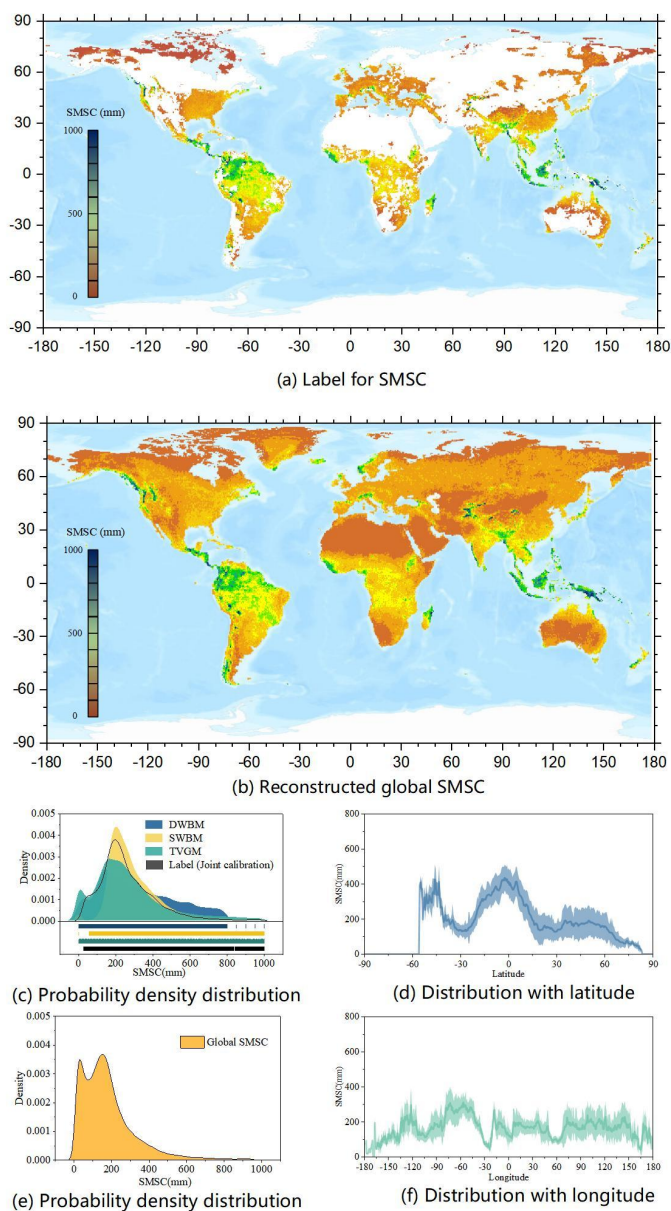 90
60
30
0
-30
-60
-90
SMSC (mm)
1000
500
0
-180 -150 -120 -90 -60 -30 0 30 60 90 120 150 180
(a) Label for SMSC
90
60
30
0
-30
-60
-90
SMSC (mm)
1000
500
0
-180 -150 -120 -90 -60 -30 0 30 60 90 120 150 180
(b) Reconstructed global SMSC
0.005
0.004
0.003
0.002
0.001
0.000
Density
DWBM
SWBM
TVGM
Label (Joint calibration)
0 200 400 600 800 1000
SMSC(mm)
(c) Probability density distribution
800
600
400
200
0
SMSC(mm)
-90 -60 -30 0 30 60 90
Latitude
(d) Distribution with latitude
0.005
0.004
0.003
0.002
0.001
0.000
Density
Global SMSC
0 200 400 600 800 1000
SMSC(mm)
(e) Probability density distribution
800
600
400
200
0
SMSC(mm)
-180 -150 -120 -90 -60 -30 0 30 60 90 120 150 180
Longitude
(f) Distribution with longitude